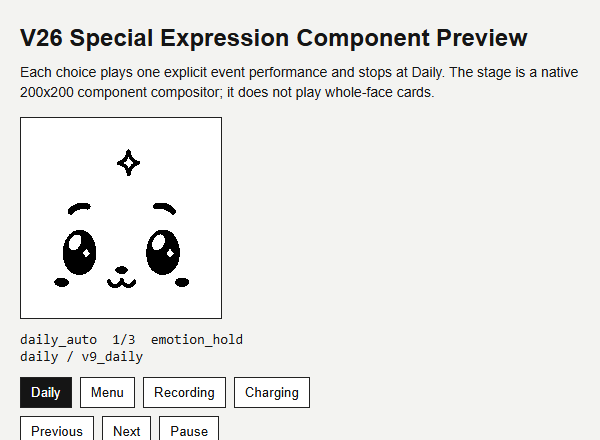 V26 Special Expression Component Preview
Each choice plays one explicit event performance and stops at Daily. The stage is a native
200x200 component compositor; it does not play whole-face cards.
daily_auto  1/3  emotion_hold
daily / v9_daily
Daily Menu Recording Charging
Previous Next Pause